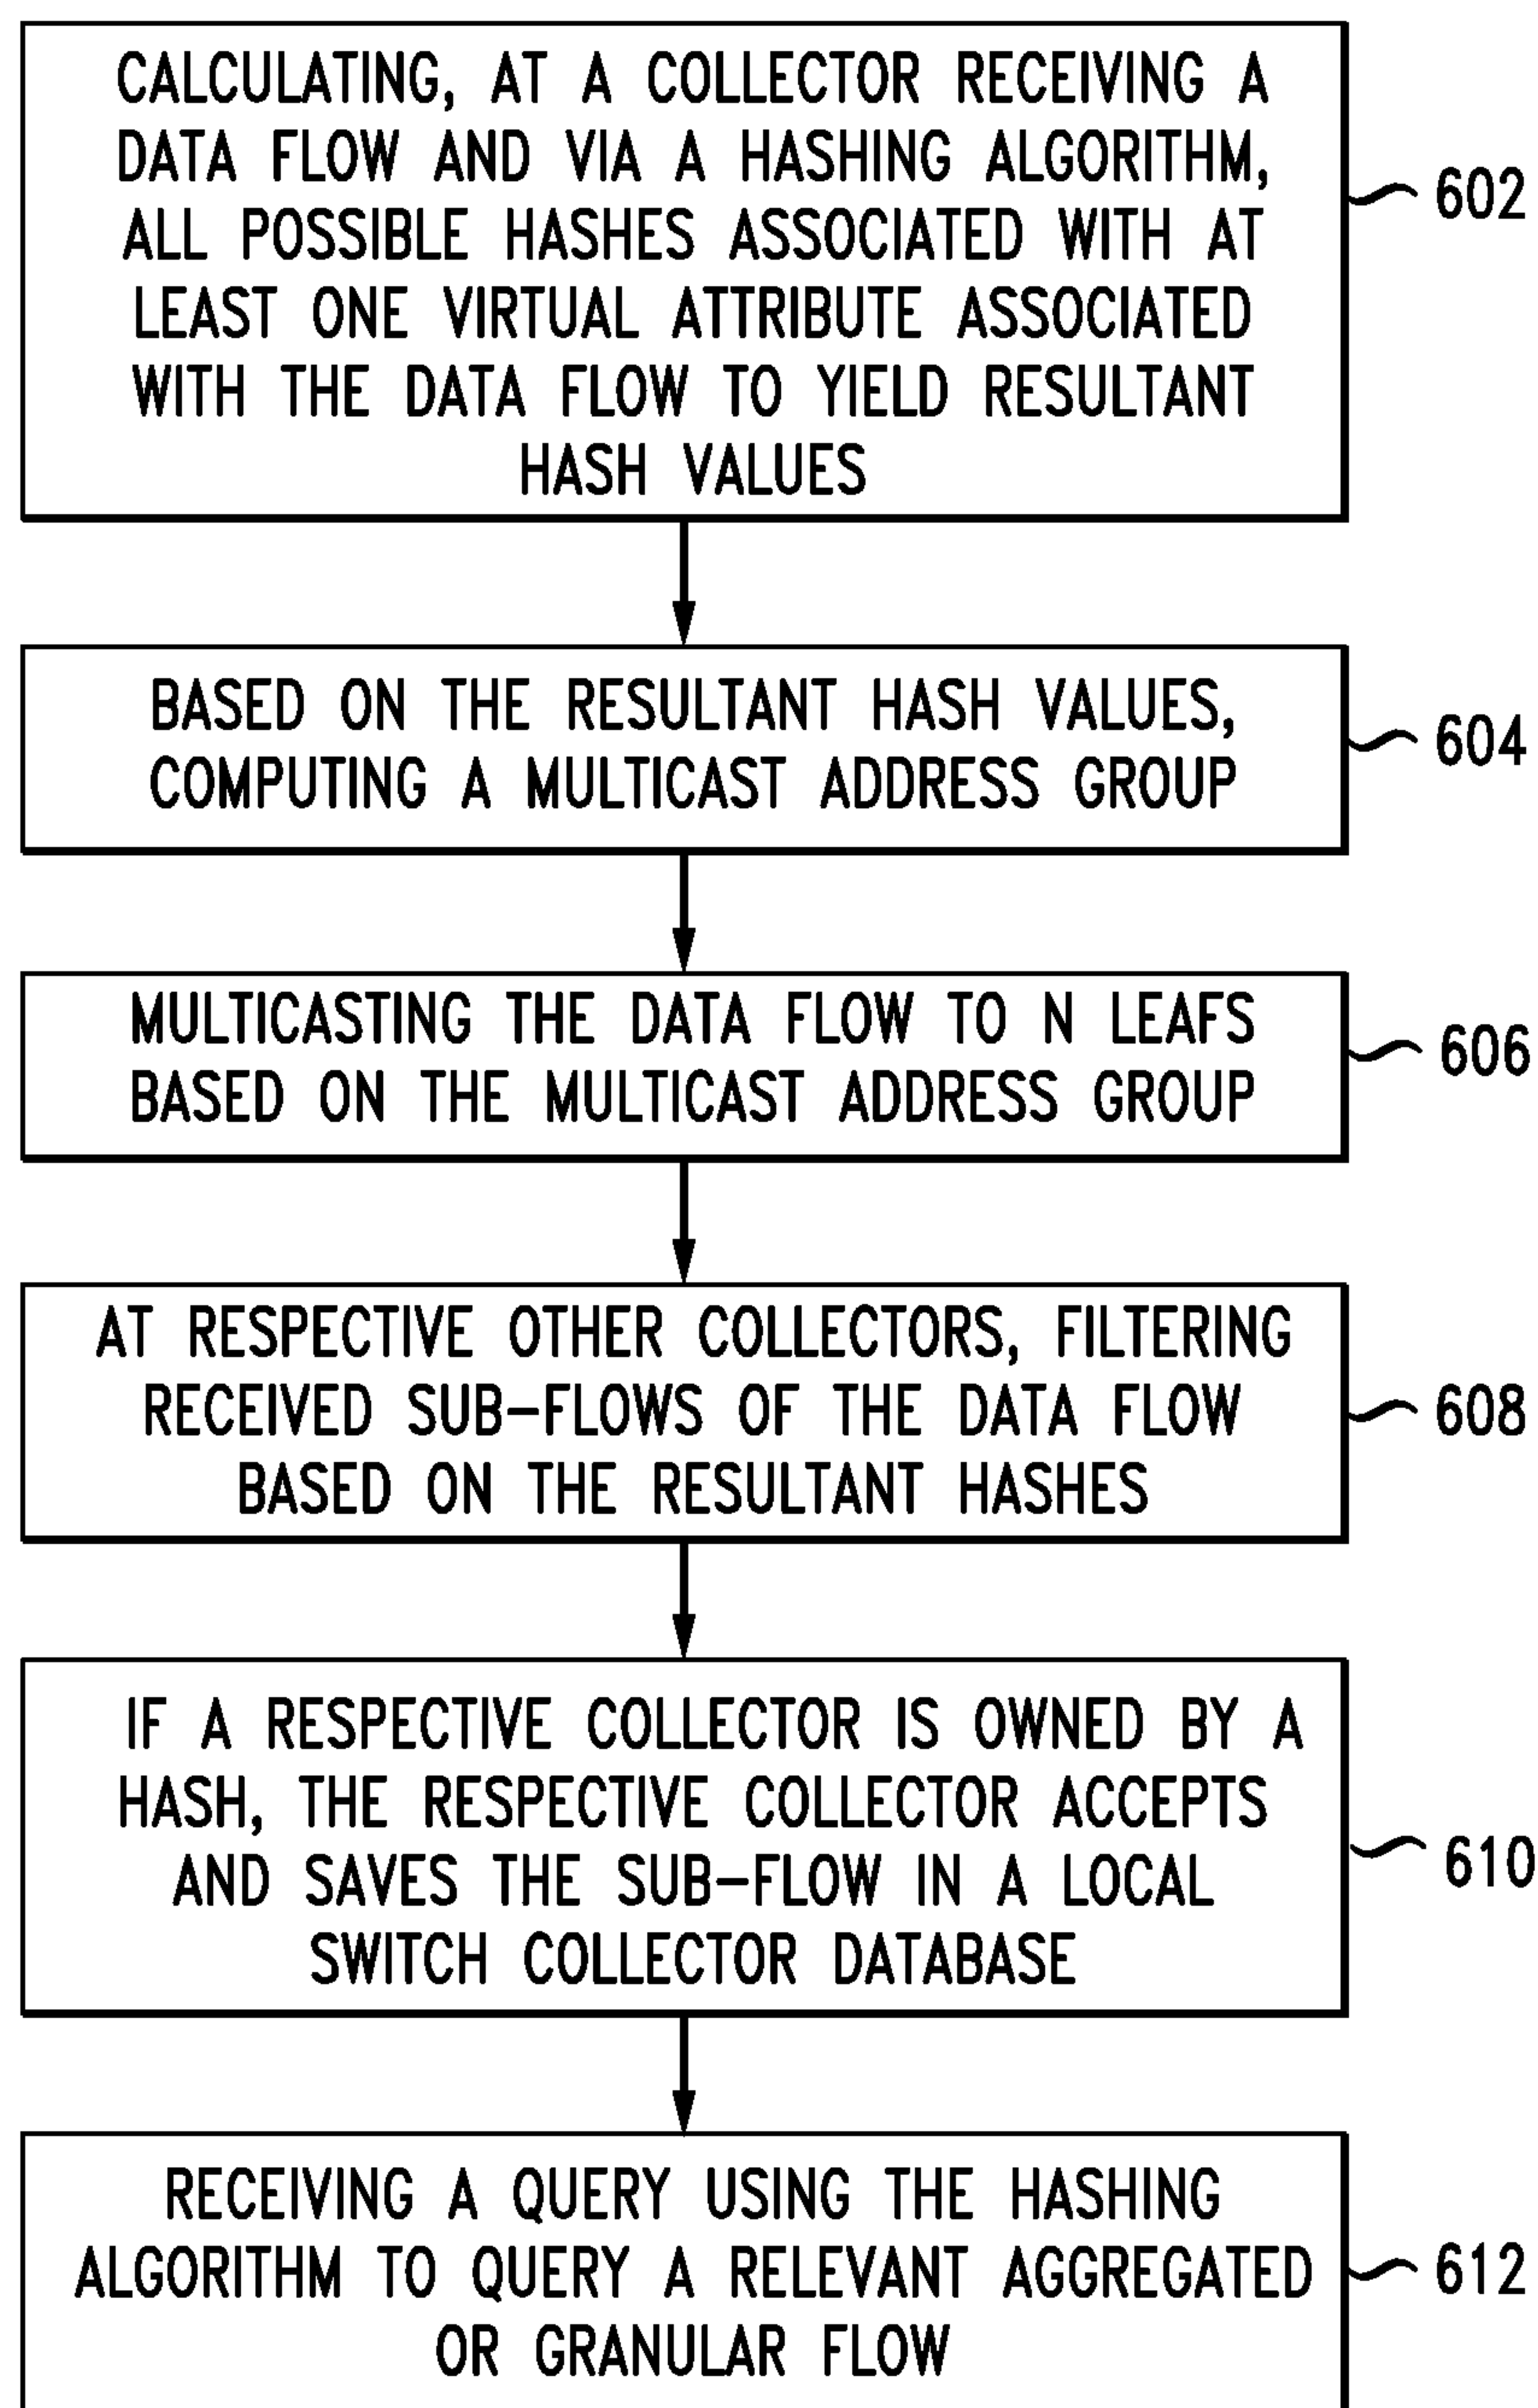 CALCULATING, AT A COLLECTOR RECEIVING A
DATA FLOW AND VIA A HASHING ALGORITHM,
ALL POSSIBLE HASHES ASSOCIATED WITH AT
LEAST ONE VIRTUAL ATTRIBUTE ASSOCIATED
WITH THE DATA FLOW TO YIELD RESULTANT
HASH VALUES
602
BASED ON THE RESULTANT HASH VALUES,
COMPUTING A MULTICAST ADDRESS GROUP
604
MULTICASTING THE DATA FLOW TO N LEAFS
BASED ON THE MULTICAST ADDRESS GROUP
606
AT RESPECTIVE OTHER COLLECTORS, FILTERING
RECEIVED SUB-FLOWS OF THE DATA FLOW
BASED ON THE RESULTANT HASHES
608
IF A RESPECTIVE COLLECTOR IS OWNED BY A
HASH, THE RESPECTIVE COLLECTOR ACCEPTS
AND SAVES THE SUB-FLOW IN A LOCAL
SWITCH COLLECTOR DATABASE
610
RECEIVING A QUERY USING THE HASHING
ALGORITHM TO QUERY A RELEVANT AGGREGATED
OR GRANULAR FLOW
612